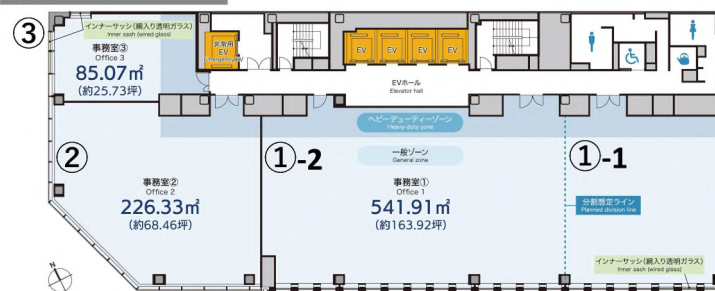 ③
インナーサッシ(網入り透明ガラス)
Inner sash (wired glass)
事務室③
Office 3
85.07㎡
(約25.73坪)
非常用
EV
Emergency EV
EV
EV
EV
EV
EVホール
Elevator hall
ヘビーデューティーゾーン
Heavy-duty zone
②
①-2
一般ゾーン
General zone
①-1
事務室②
Office 2
226.33㎡
(約68.46坪)
事務室①
Office 1
541.91㎡
(約163.92坪)
分割想定ライン
Planned division line
インナーサッシ(網入り透明ガラス)
Inner sash (wired glass)
N